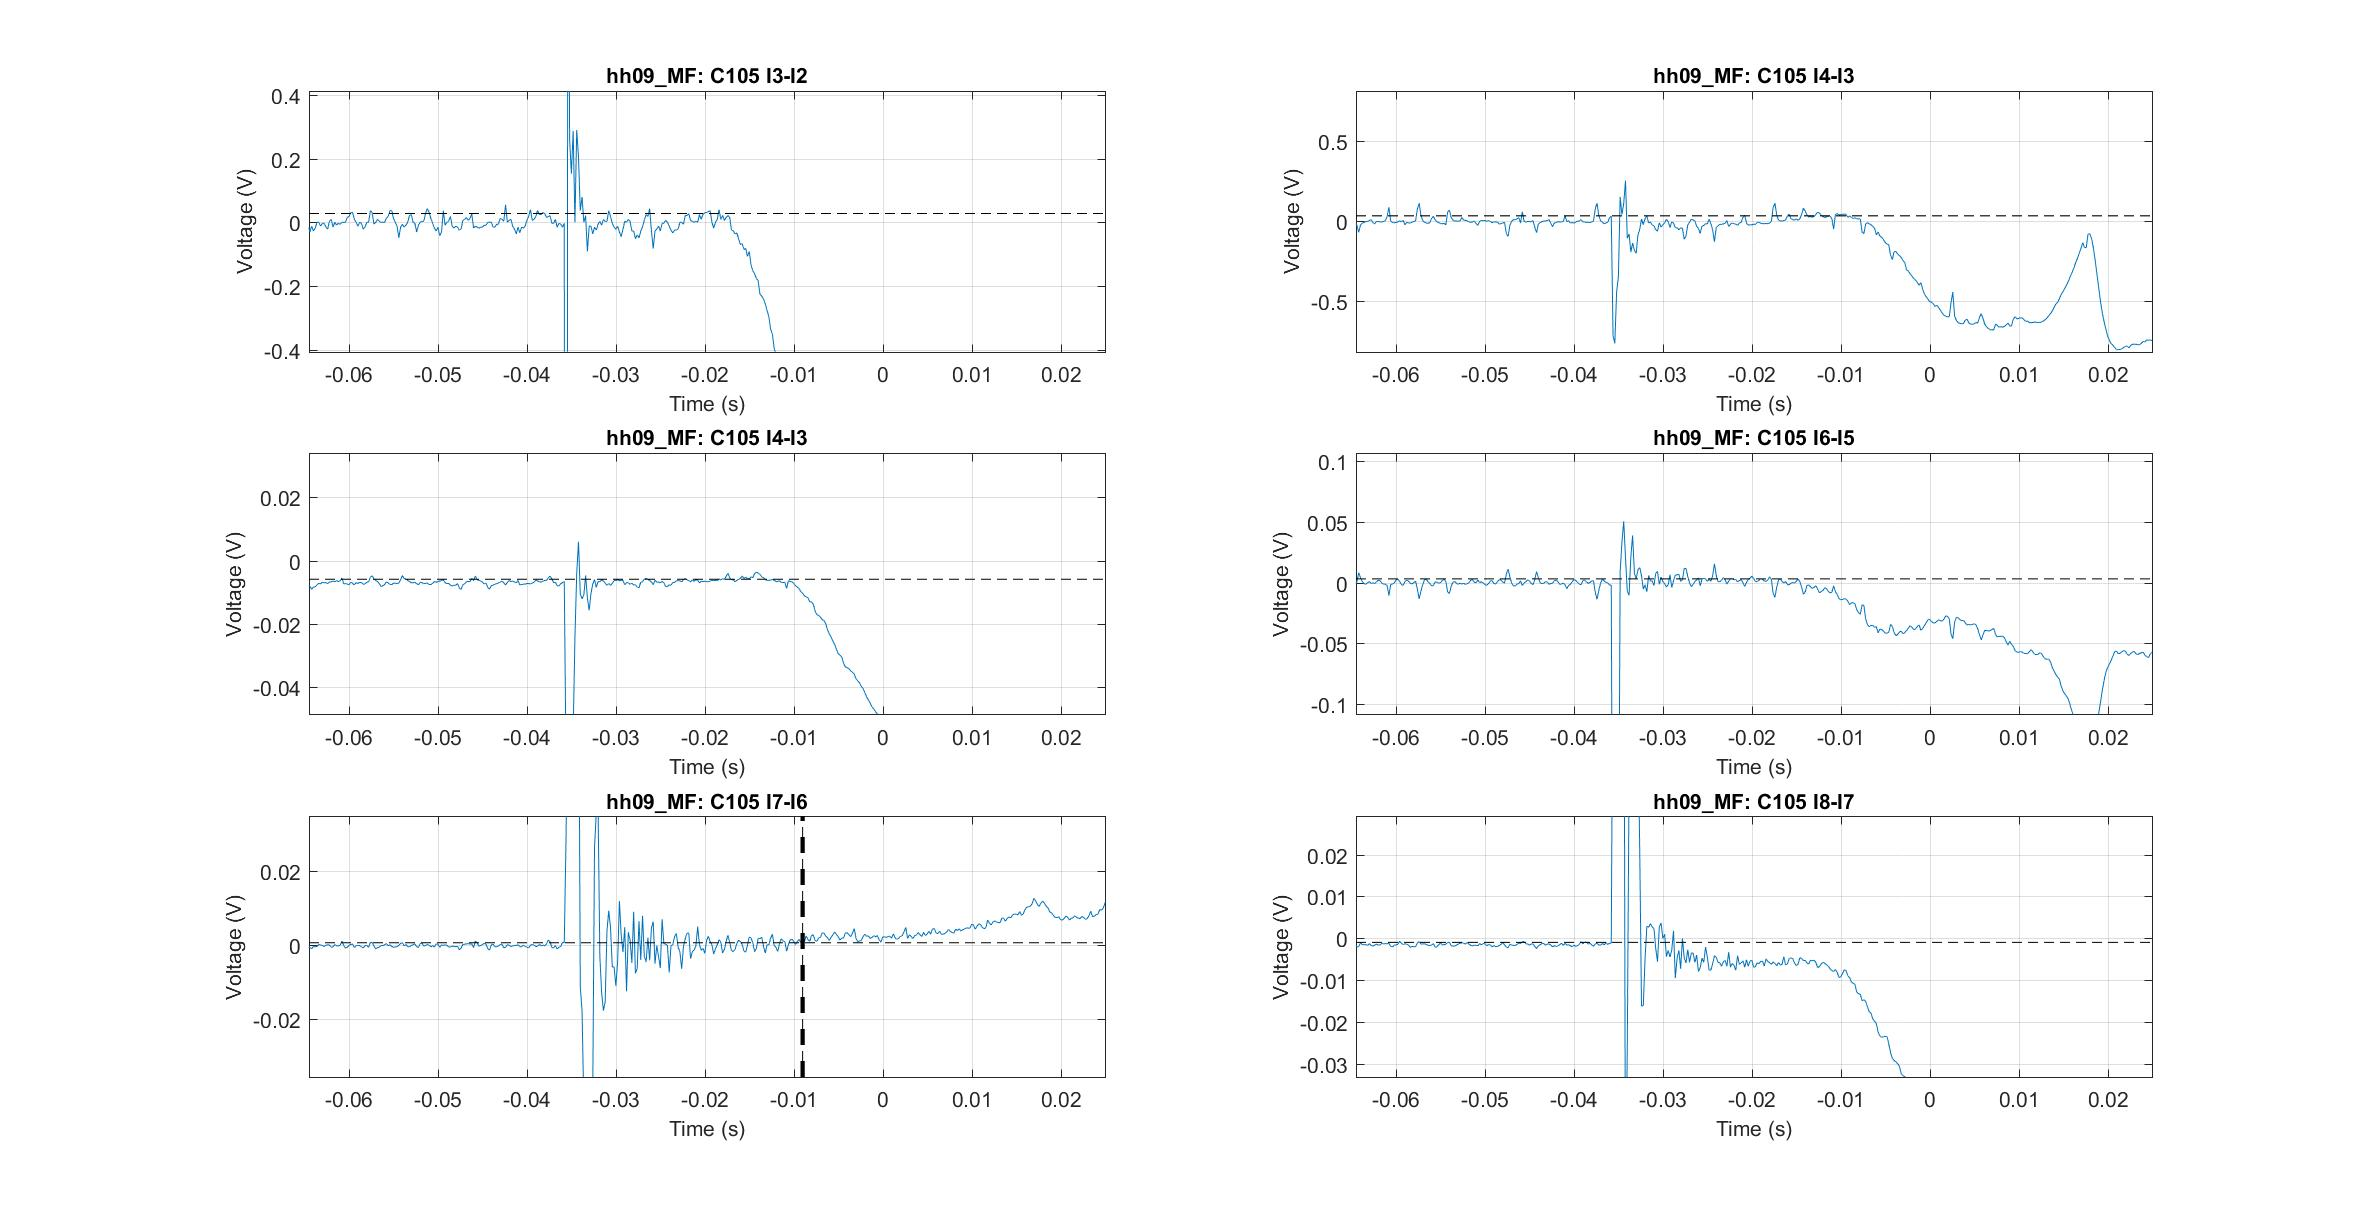 hh09_MF: C105 I3-I2
0.4
0.2
0
-0.2
-0.4
Voltage (V)
-0.06 -0.05 -0.04 -0.03 -0.02 -0.01 0 0.01 0.02
Time (s)
hh09_MF: C105 I4-I3
0.5
0
-0.5
Voltage (V)
-0.06 -0.05 -0.04 -0.03 -0.02 -0.01 0 0.01 0.02
Time (s)
hh09_MF: C105 I4-I3
0.02
0
-0.02
-0.04
Voltage (V)
-0.06 -0.05 -0.04 -0.03 -0.02 -0.01 0 0.01 0.02
Time (s)
hh09_MF: C105 I6-I5
0.1
0.05
0
-0.05
-0.1
Voltage (V)
-0.06 -0.05 -0.04 -0.03 -0.02 -0.01 0 0.01 0.02
Time (s)
hh09_MF: C105 I7-I6
0.02
0
-0.02
Voltage (V)
-0.06 -0.05 -0.04 -0.03 -0.02 -0.01 0 0.01 0.02
Time (s)
hh09_MF: C105 I8-I7
0.02
0.01
0
-0.01
-0.02
-0.03
Voltage (V)
-0.06 -0.05 -0.04 -0.03 -0.02 -0.01 0 0.01 0.02
Time (s)